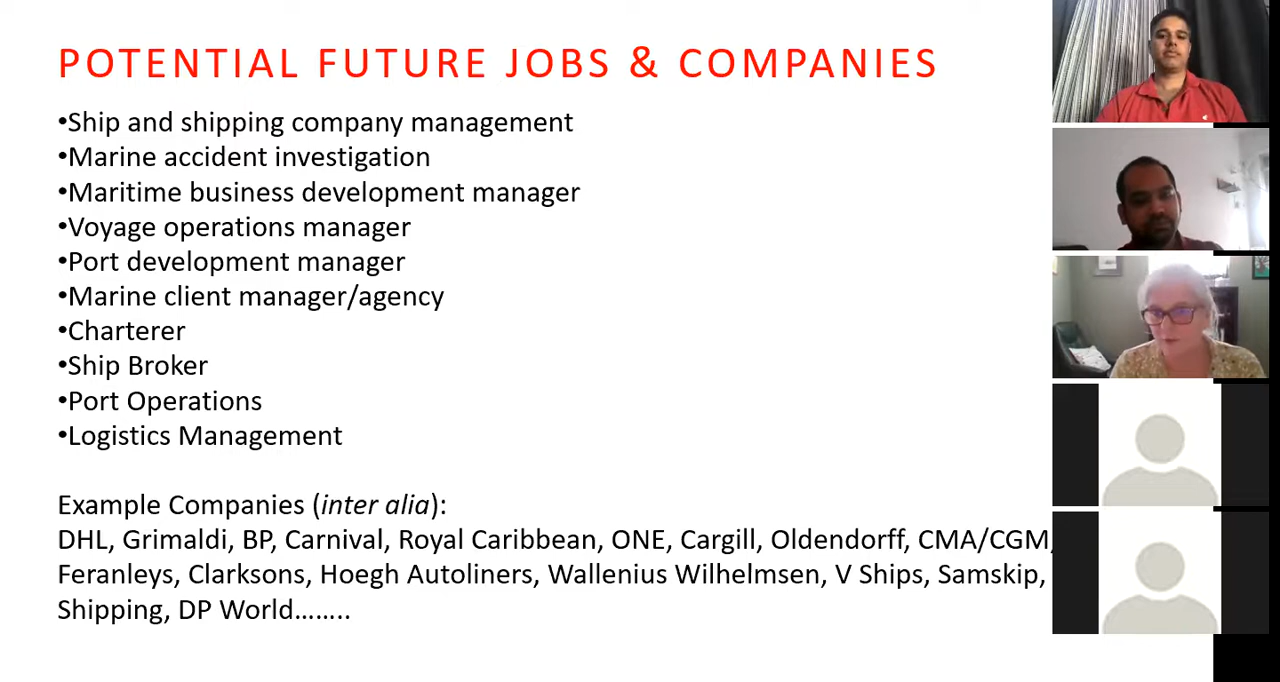 POTENTIAL FUTURE JOBS & COMPANIES
•Ship and shipping company management
•Marine accident investigation
•Maritime business development manager
•Voyage operations manager
•Port development manager
•Marine client manager/agency
•Charterer
•Ship Broker
•Port Operations
•Logistics Management
Example Companies (inter alia):
DHL, Grimaldi, BP, Carnival, Royal Caribbean, ONE, Cargill, Oldendorff, CMA/CGM,
Feranleys, Clarksons, Hoegh Autoliners, Wallenius Wilhelmsen, V Ships, Samskip,
Shipping, DP World........